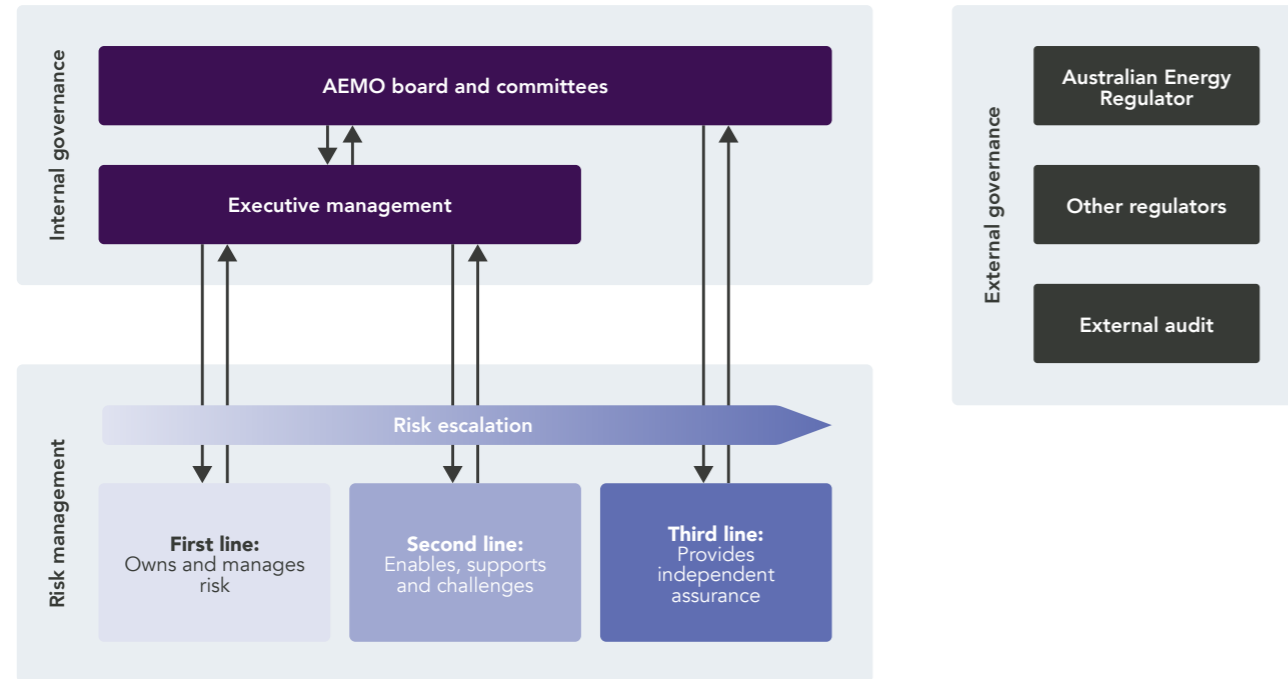 Internal governance
AEMO board and committees
Executive management
Risk management
Risk escalation
First line:
Owns and manages
risk
Second line:
Enables, supports
and challenges
Third line:
Provides
independent
assurance
External governance
Australian Energy
Regulator
Other regulators
External audit